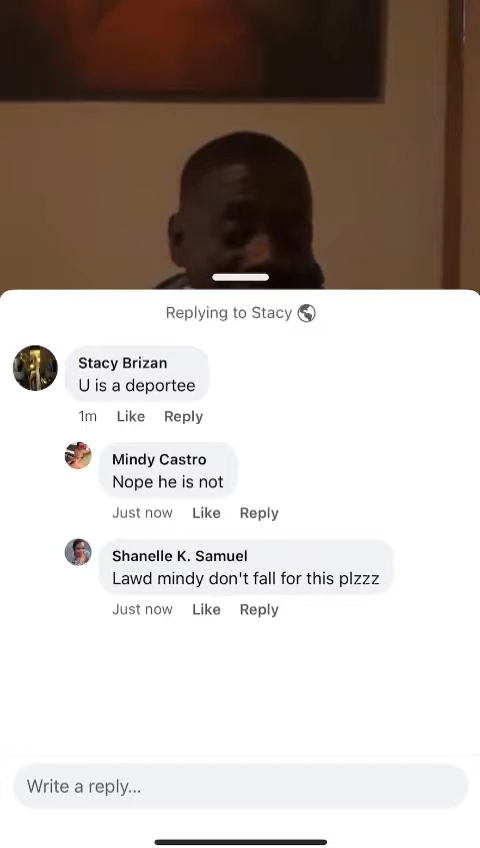 Replying to Stacy
Stacy Brizan
U is a deportee
1m Like Reply
Mindy Castro
Nope he is not
Just now Like Reply
Shanelle K. Samuel
Lawd mindy don't fall for this plzzz
Just now Like Reply
Write a reply...